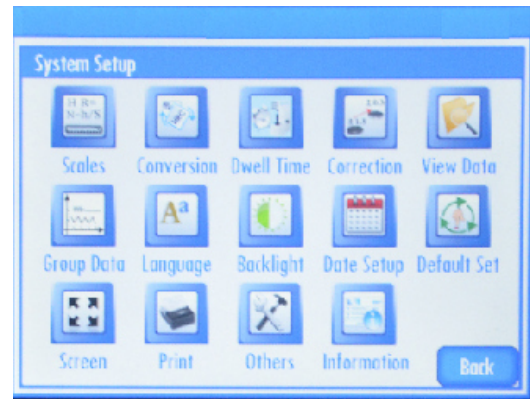 System Setup
Scales Conversion Dwell Time Correction View Data
Aa
Group Data Language Backlight Date Setup Default Set
Screen Print Others Information
Back